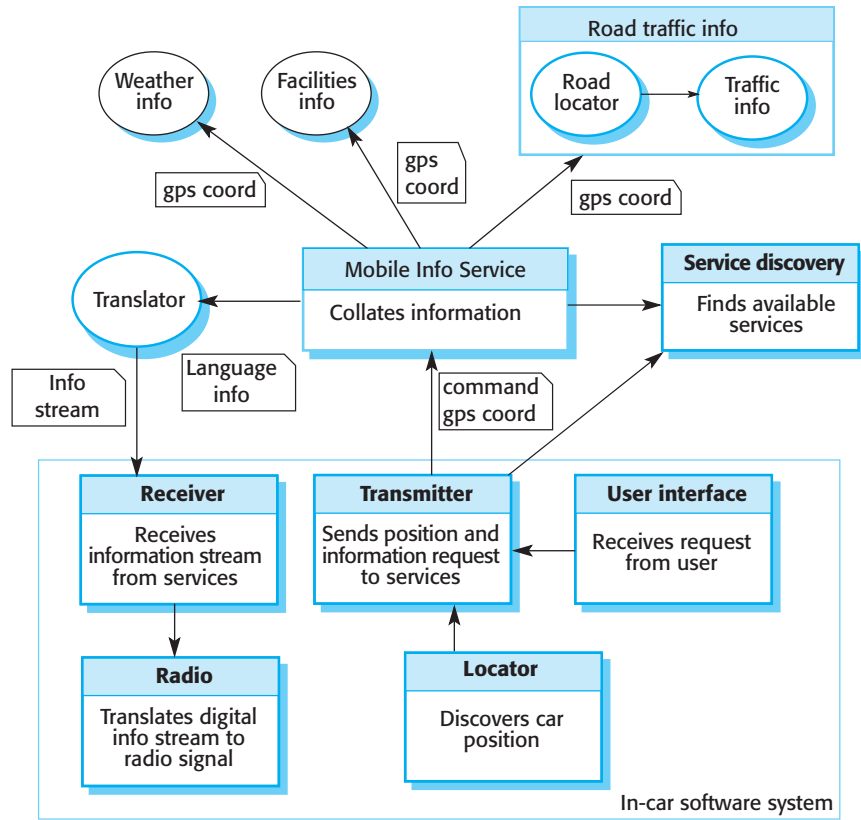 Road traffic info
Weather
info
Facilities
info
Road
locator
Traffic
info
gps coord
gps
coord
gps coord
Mobile Info Service
Collates information
Service discovery
Finds available
services
Translator
Info
stream
Language
info
command
gps coord
Receiver
Receives
information stream
from services
Transmitter
Sends position and
information request
to services
User interface
Receives request
from user
Radio
Translates digital
info stream to
radio signal
Locator
Discovers car
position
In-car software system